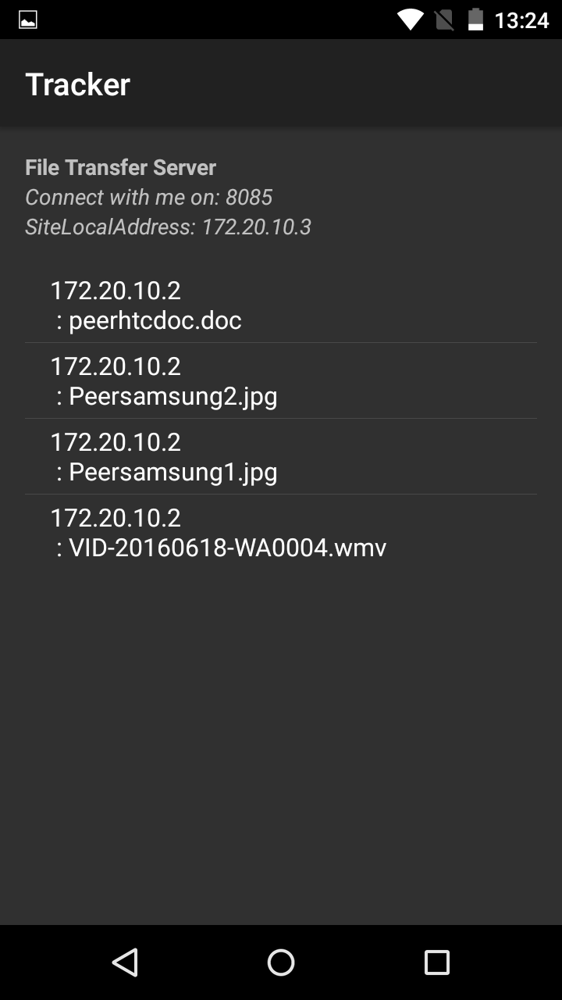 13:24
Tracker
File Transfer Server
Connect with me on: 8085
SiteLocalAddress: 172.20.10.3
172.20.10.2
: peerhtcdoc.doc
172.20.10.2
: Peersamsung2.jpg
172.20.10.2
: Peersamsung1.jpg
172.20.10.2
: VID-20160618-WA0004.wmv